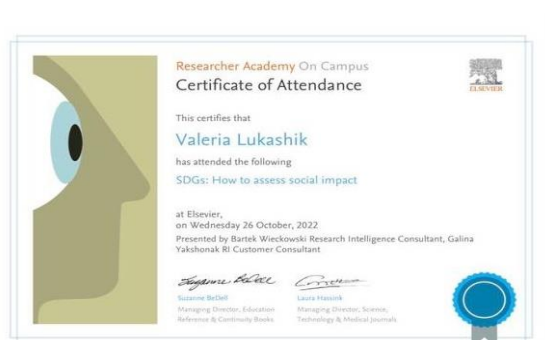 Researcher Academy On Campus
Certificate of Attendance
ELSEVIER
This certifies that
Valeria Lukashik
has attended the following
SDGs: How to assess social impact
at Elsevier,
on Wednesday 26 October, 2022
Presented by Bartek Wieckowski Research Intelligence Consultant, Galina
Yakshonak RI Customer Consultant
Suzanne BeDell
Suzanne BeDell
Laura Hassink
Managing Director, Education
Reference & Continuity Books
Managing Director, Science,
Technology & Medical Journals